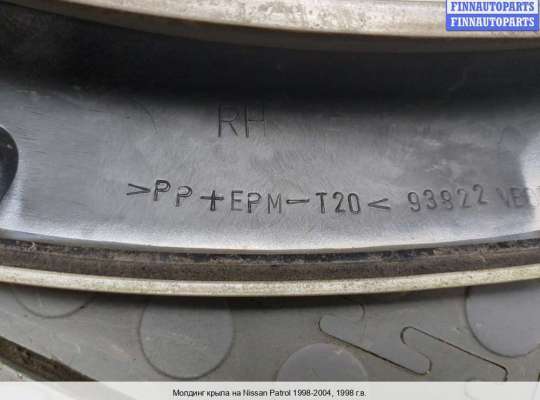 FINNAUTOPARTS
FINNAUTOPARTS
RH
>PP+EPM-T20< 93822
Молдинг крыла на Nissan Patrol 1998-2004, 1998 г.в.